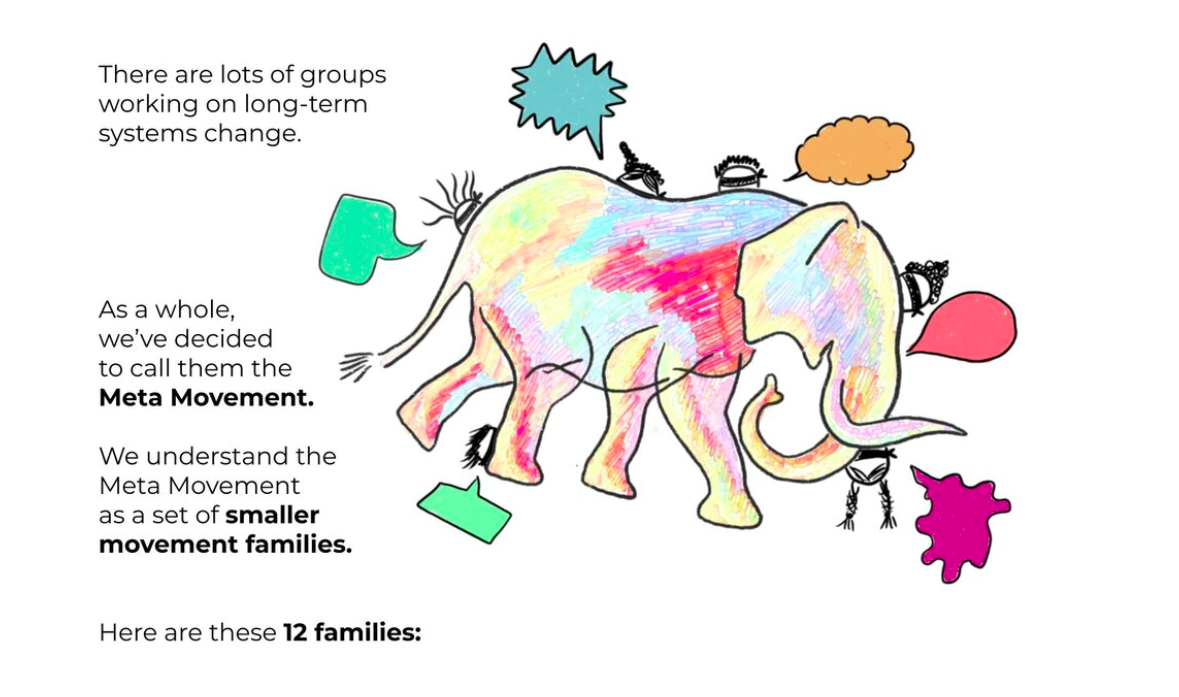 There are lots of groups
working on long-term
systems change.
As a whole,
we’ve decided
to call them the
Meta Movement.
We understand the
Meta Movement
as a set of smaller
movement families.
Here are these 12 families: